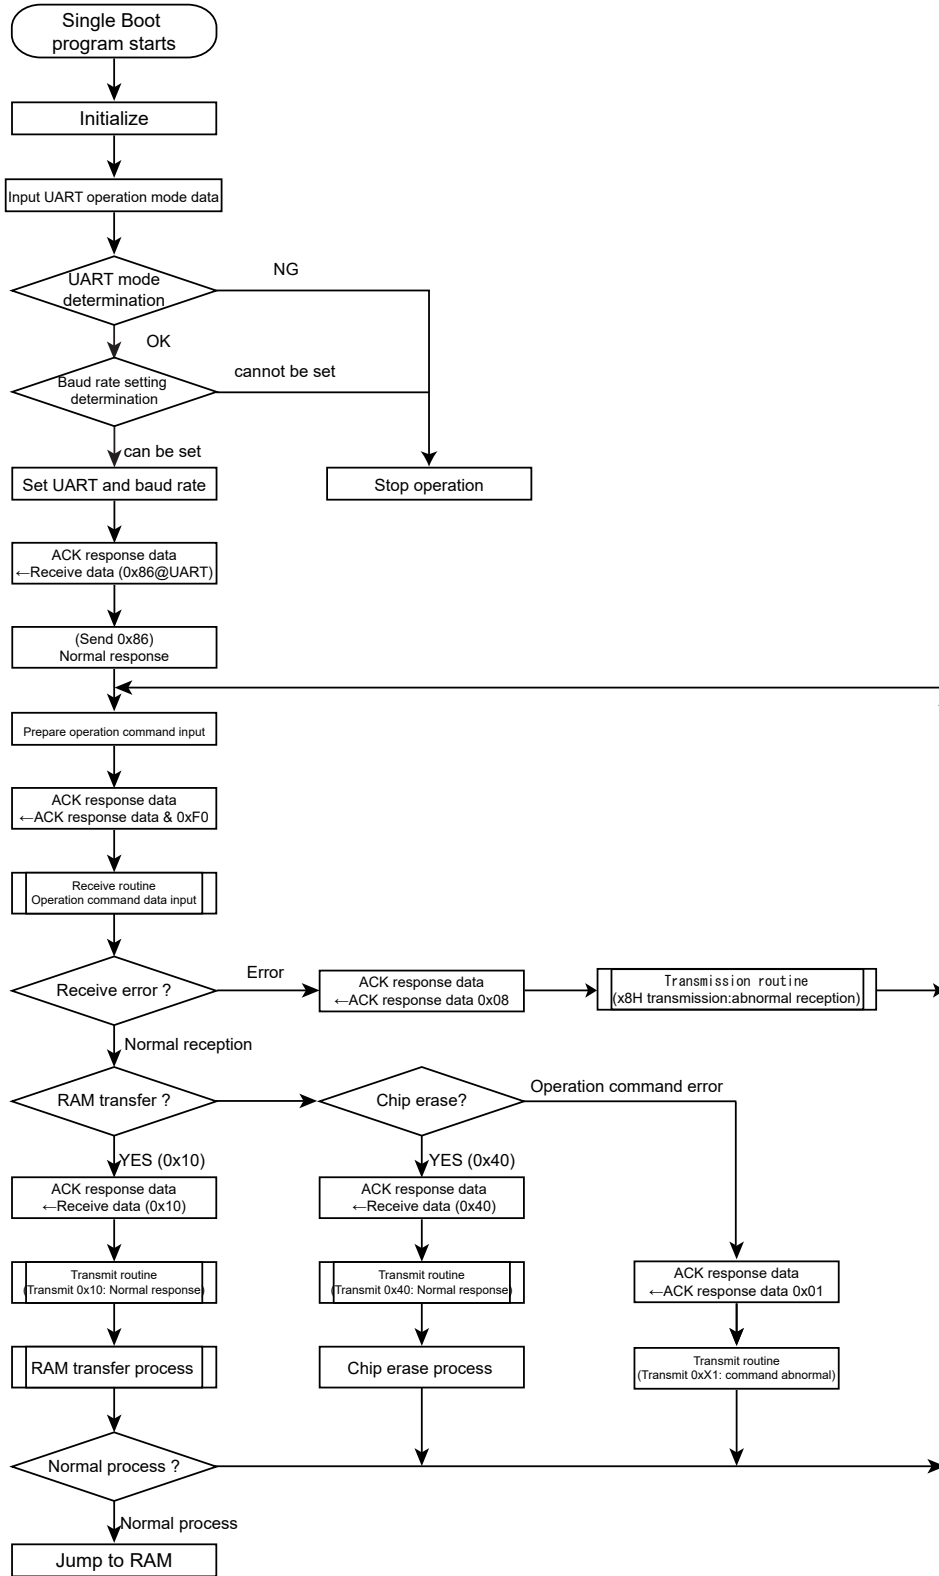 Single Boot
program starts
Initialize
Input UART operation mode data
UART mode
determination
NG
OK
Baud rate setting
determination
cannot be set
can be set
Set UART and baud rate
Stop operation
ACK response data
←Receive data (0x86@UART)
(Send 0x86)
Normal response
Prepare operation command input
ACK response data
←ACK response data & 0xF0
Receive routine
Operation command data input
Receive error ?
Error
ACK response data
←ACK response data 0x08
Transmission routine
(x8H transmission:abnormal reception)
Normal reception
RAM transfer ?
Chip erase?
Operation command error
YES (0x10)
YES (0x40)
ACK response data
←Receive data (0x10)
ACK response data
←Receive data (0x40)
Transmit routine
(Transmit 0x10: Normal response)
Transmit routine
(Transmit 0x40: Normal response)
ACK response data
←ACK response data 0x01
RAM transfer process
Chip erase process
Transmit routine
(Transmit 0xX1: command abnormal)
Normal process ?
Normal process
Jump to RAM